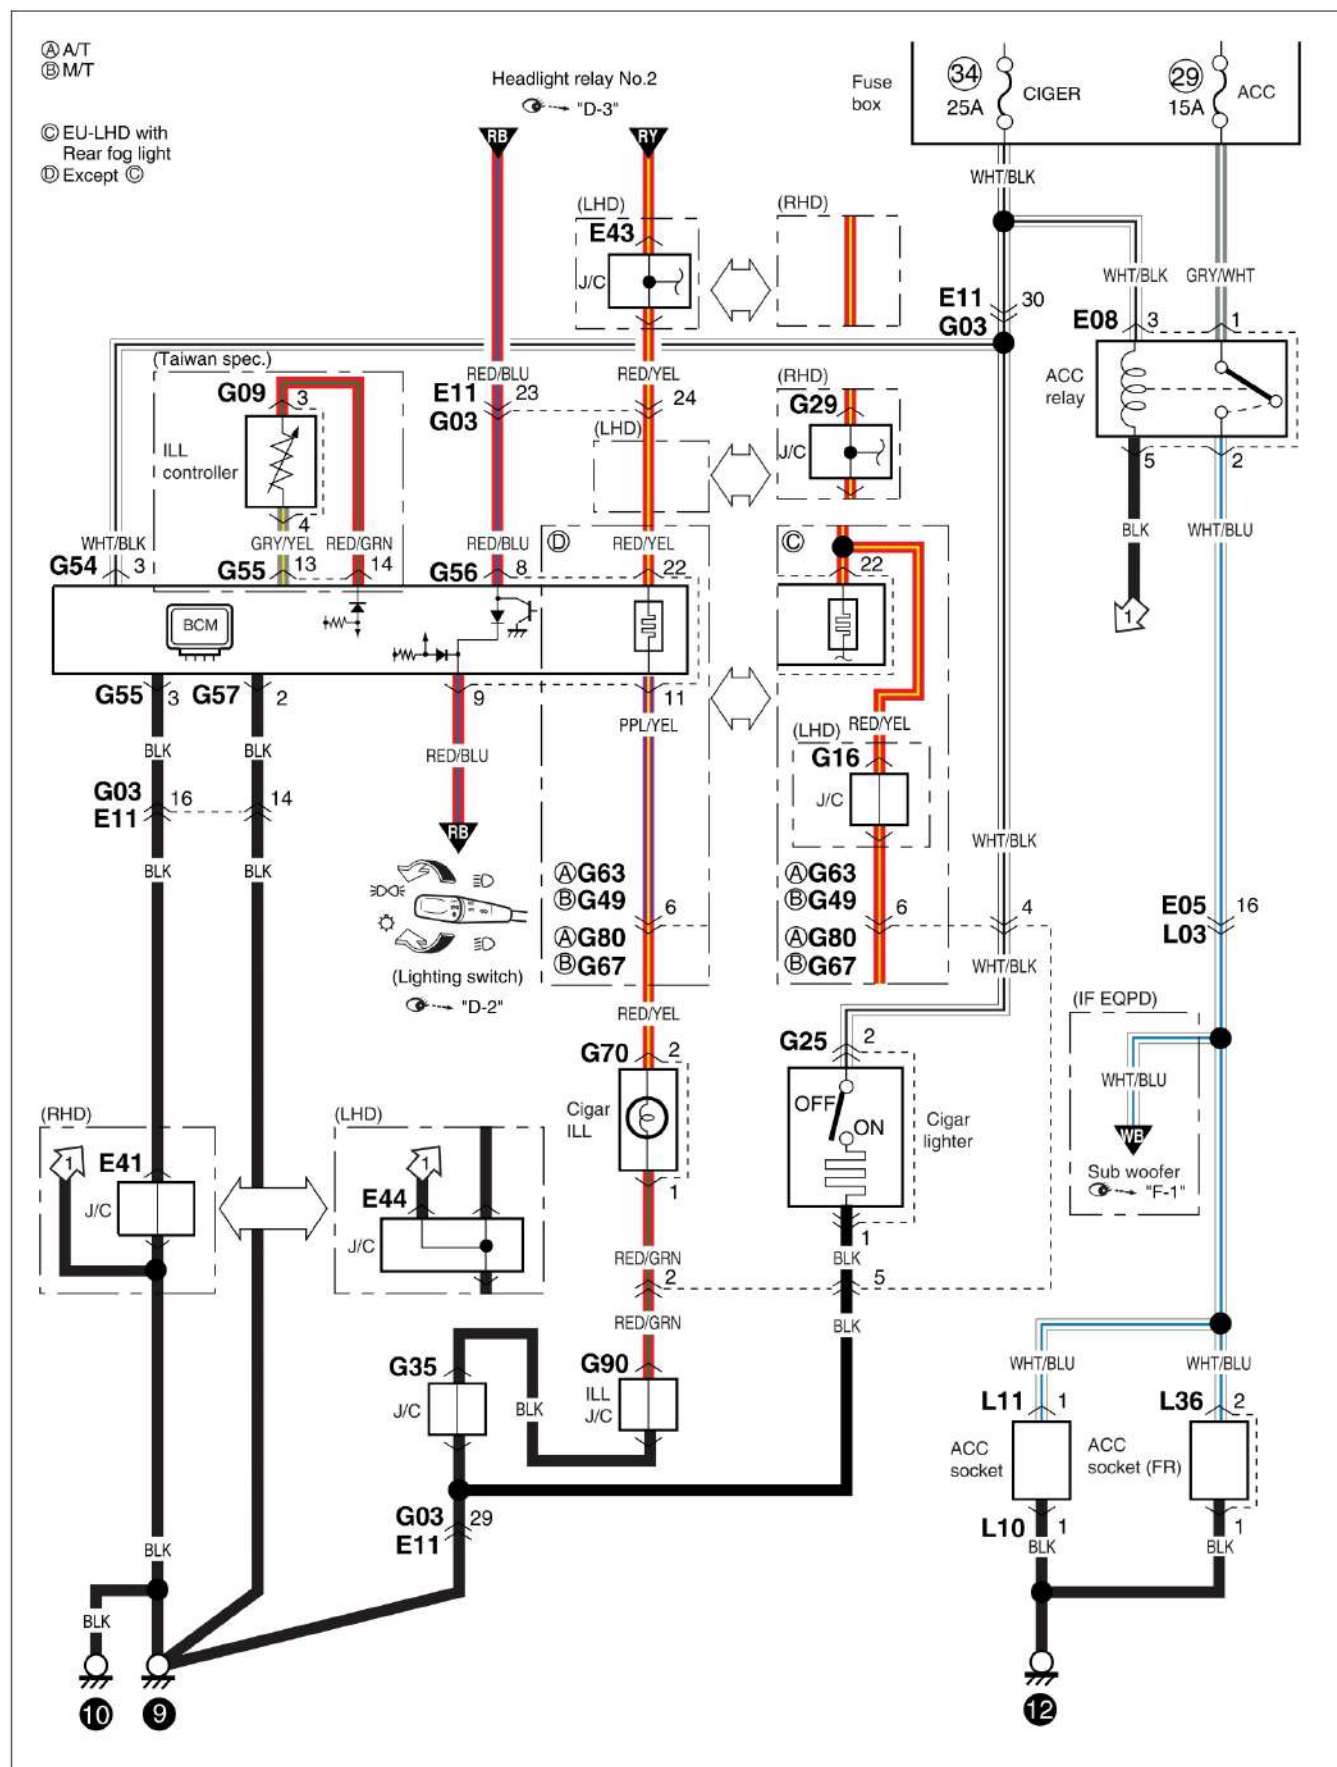 Ⓐ A/T
Ⓑ M/T
Ⓒ EU-LHD with
Rear fog light
Ⓓ Except Ⓒ
Headlight relay No.2
"D-3"
RB
RY
Fuse
box
34
25A
CIGER
29
15A
ACC
WHT/BLK
(LHD)
E43
J/C
(RHD)
WHT/BLK
GRY/WHT
E11
30
G03
E08
3
1
ACC
relay
5
2
(Taiwan spec.)
G09
3
ILL
controller
4
RED/BLU
RED/YEL
E11
23
24
G03
(LHD)
(RHD)
G29
J/C
WHT/BLK
GRY/YEL
RED/GRN
RED/BLU
Ⓓ
RED/YEL
Ⓒ
BLK
WHT/BLU
G54
3
G55
13
14
G56
8
22
22
1
BCM
G55
3
G57
2
9
11
PPL/YEL
RED/YEL
BLK
BLK
RED/BLU
(LHD)
G16
J/C
G03
16
14
E11
RB
WHT/BLK
BLK
BLK
ⒶG63
ⒷG49
6
ⒶG80
ⒷG67
ⒶG63
ⒷG49
6
ⒶG80
ⒷG67
4
E05
16
L03
WHT/BLK
(Lighting switch)
"D-2"
RED/YEL
(IF EQPD)
G70
2
G25
2
Cigar
ILL
1
OFF
ON
Cigar
lighter
1
WHT/BLU
WB
Sub woofer
"F-1"
(RHD)
1
E41
J/C
(LHD)
1
E44
J/C
RED/GRN
BLK
2
5
RED/GRN
BLK
G35
J/C
BLK
G90
ILL
J/C
WHT/BLU
WHT/BLU
L11
1
L36
2
ACC
socket
ACC
socket (FR)
G03
29
E11
L10
1
1
BLK
BLK
BLK
BLK
10
9
12